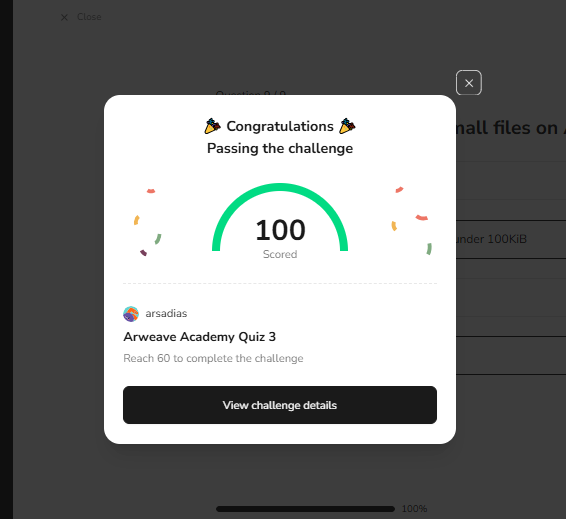 Close
Question 9 / 9
mall files on
Congratulations
Passing the challenge
100
Scored
under 100KiB
arsadias
Arweave Academy Quiz 3
Reach 60 to complete the challenge
View challenge details
100%